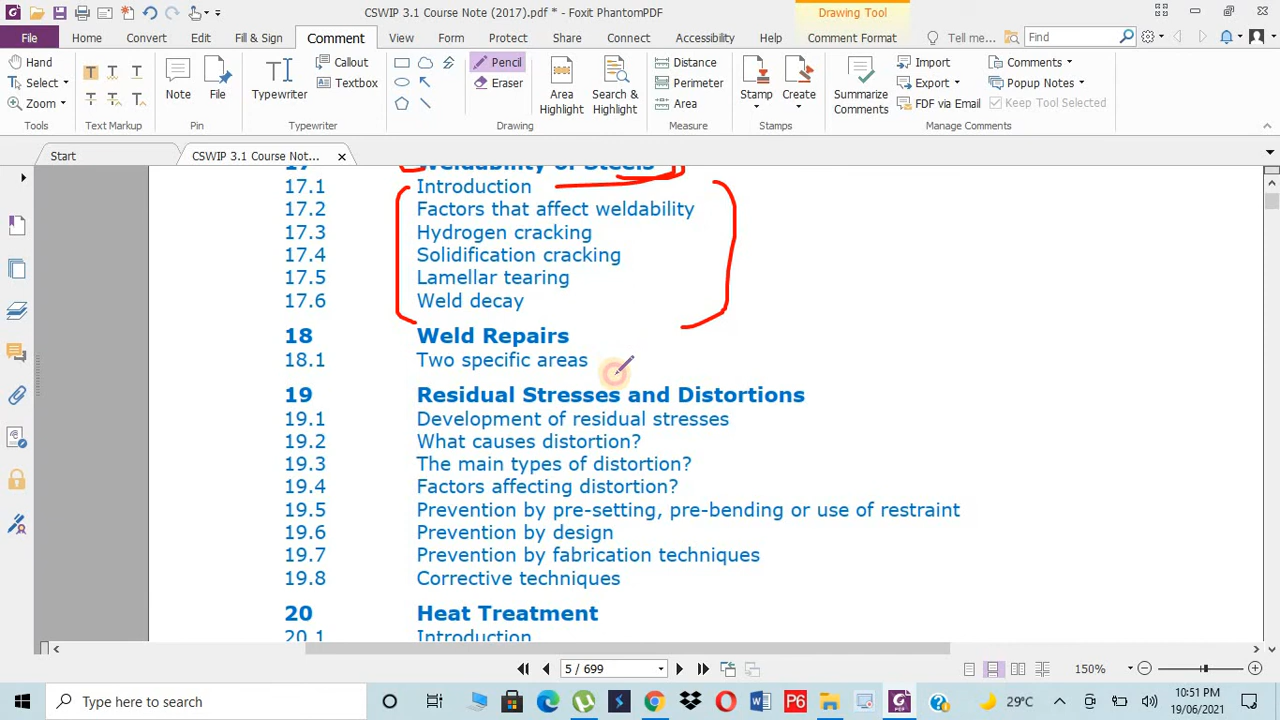 CSWIP 3.1 Course Note (2017).pdf * - Foxit PhantomPDF
Drawing Tool
File Home Convert Edit Fill & Sign Comment View Form Protect Share Connect Accessibility Help Comment Format Tell me... Find
Hand
Select
Zoom
Tools
Text Markup
Note
File
Pin
Typewriter
Callout
Textbox
Typewriter
Pencil
Eraser
Area Highlight
Search & Highlight
Drawing
Distance
Perimeter
Area
Measure
Stamp
Create
Stamps
Summarize Comments
Import
Export
FDF via Email
Comments
Popup Notes
Keep Tool Selected
Manage Comments
Start
CSWIP 3.1 Course Not...
17 Weldability of Steels
17.1 Introduction
17.2 Factors that affect weldability
17.3 Hydrogen cracking
17.4 Solidification cracking
17.5 Lamellar tearing
17.6 Weld decay
18 Weld Repairs
18.1 Two specific areas
19 Residual Stresses and Distortions
19.1 Development of residual stresses
19.2 What causes distortion?
19.3 The main types of distortion?
19.4 Factors affecting distortion?
19.5 Prevention by pre-setting, pre-bending or use of restraint
19.6 Prevention by design
19.7 Prevention by fabrication techniques
19.8 Corrective techniques
20 Heat Treatment
20.1 Introduction
5 / 699
150%
Type here to search
P6
29°C
10:51 PM
19/06/2021